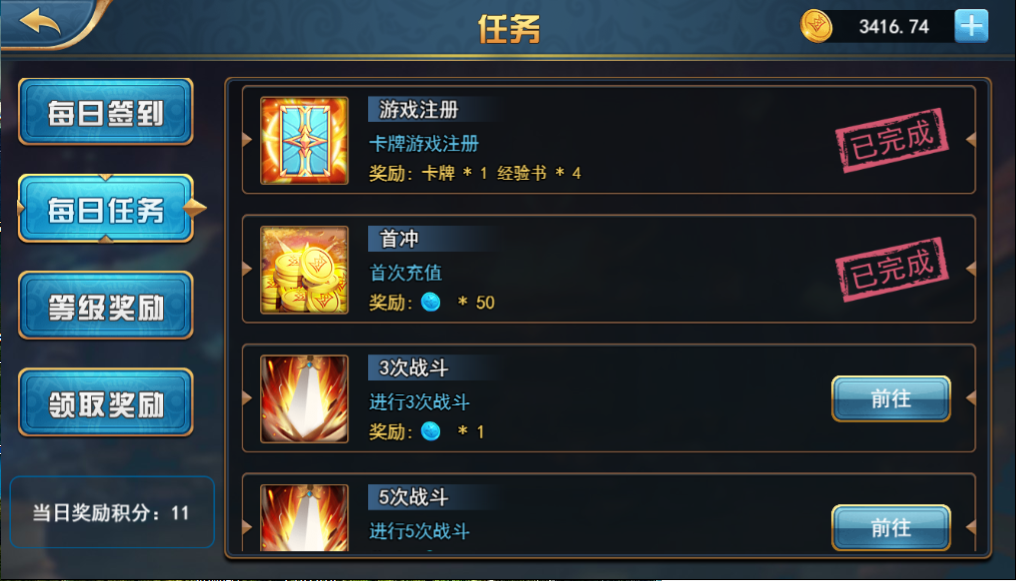 任务
3416.74
每日签到
每日任务
等级奖励
领取奖励
当日奖励积分：11
游戏注册
卡牌游戏注册
奖励：卡牌 * 1 经验书 * 4
已完成
首冲
首次充值
奖励： * 50
已完成
3次战斗
进行3次战斗
奖励： * 1
前往
5次战斗
进行5次战斗
前往